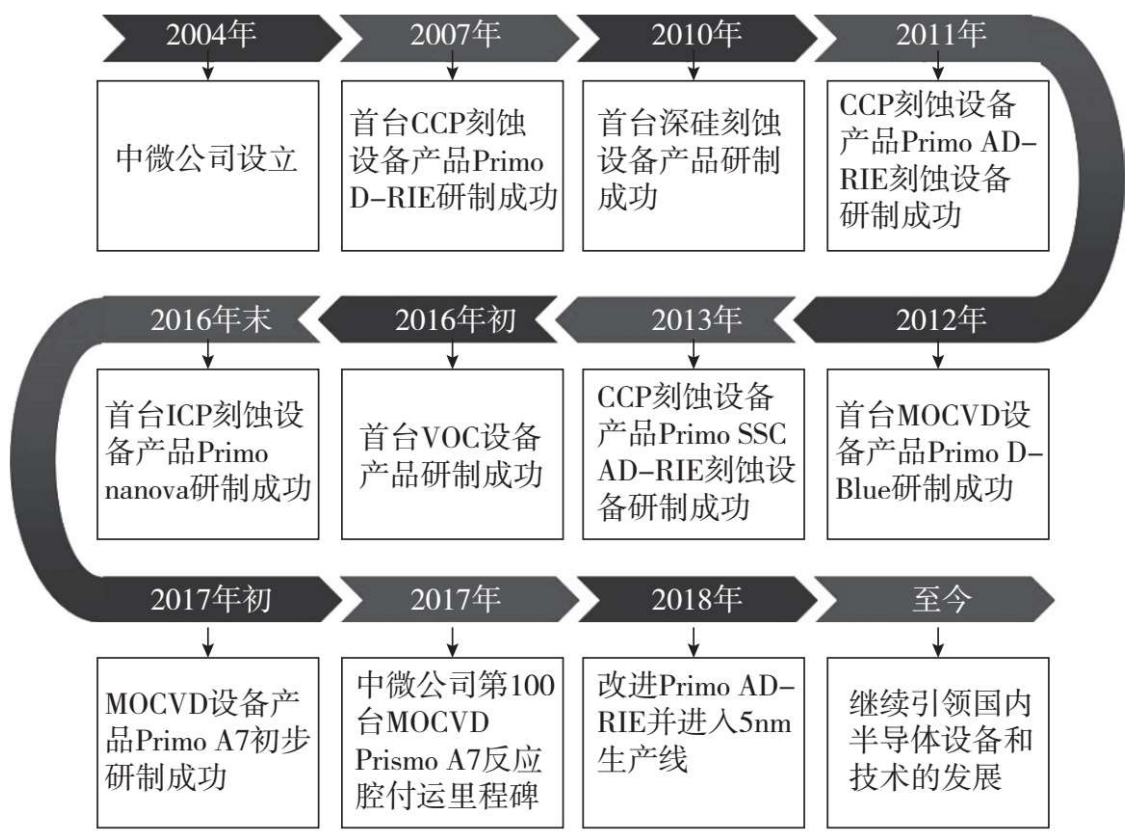 2004年
中微公司设立
2007年
首台CCP刻蚀
设备产品Primo
D-RIE研制成功
2010年
首台深硅刻蚀
设备产品研制
成功
2011年
CCP刻蚀设备
产品Primo AD-
RIE刻蚀设备
研制成功
2012年
首台MOCVD设
备产品Primo D-
Blue研制成功
2013年
CCP刻蚀设备
产品Primo SSC
AD-RIE刻蚀设
备研制成功
2016年初
首台VOC设备
产品研制成功
2016年末
首台ICP刻蚀设
备产品Primo
nanova研制成功
2017年初
MOCVD设备产
品Primo A7初步
研制成功
2017年
中微公司第100
台MOCVD
Prismo A7反应
腔付运里程碑
2018年
改进Primo AD-
RIE并进入5nm
生产线
至今
继续引领国内
半导体设备和
技术的发展